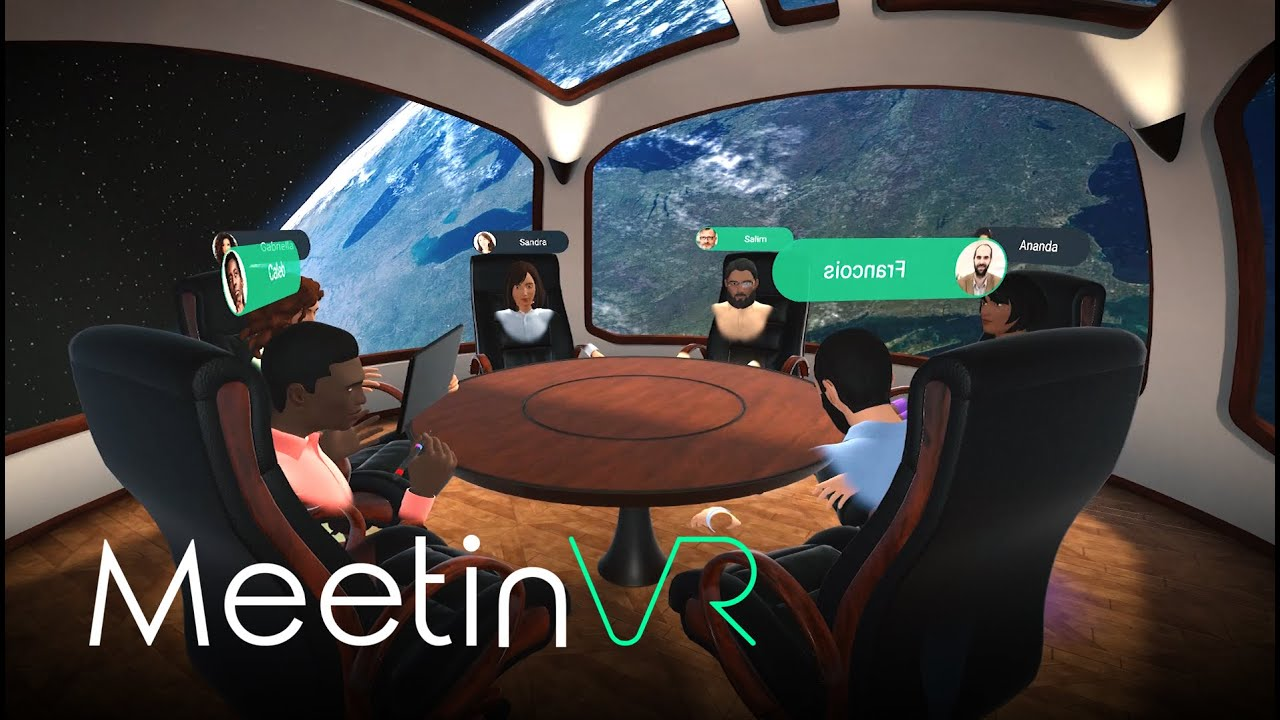 Gabriella
Caleb
Sandra
Salim
Francois
Ananda
MeetinVR